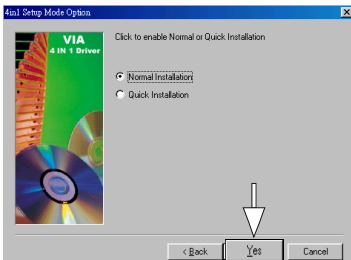 4in1 Setup Mode Option
VIA
4 IN 1 Driver
Click to enable Normal or Quick Installation
Normal Installation
Quick Installation
< Back
Yes
Cancel